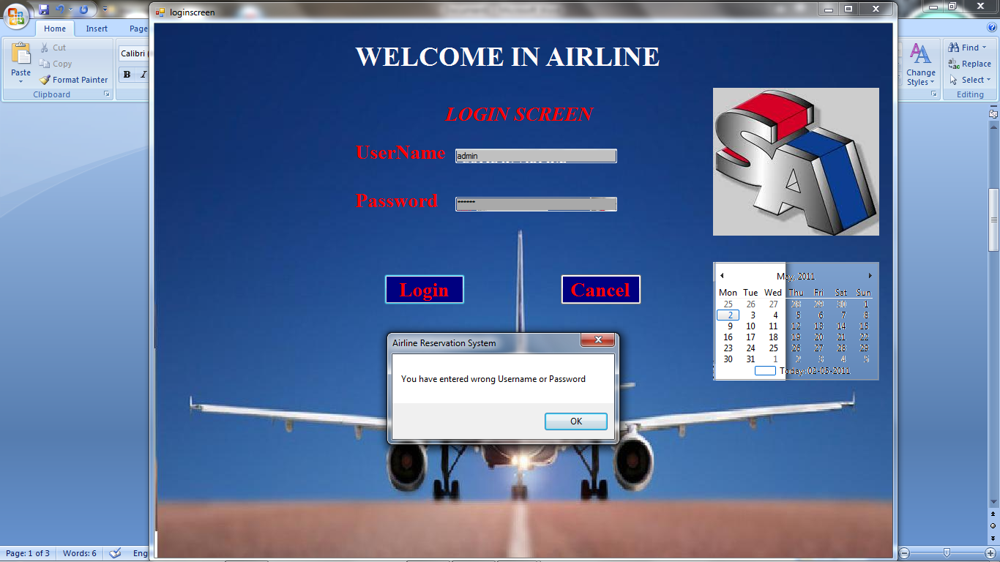 loginscreen
Home Insert Page
Cut
Copy
Format Painter
Paste
Clipboard
Calibri
B I
Find
Replace
Select
Change
Styles
Editing
WELCOME IN AIRLINE
LOGIN SCREEN
UserName admin
Password ******
SAI
Login Cancel
May, 2011
Mon Tue Wed Thu Fri Sat Sun
25 26 27 28 29 30 1
2 3 4 5 6 7 8
9 10 11 12 13 14 15
16 17 18 19 20 21 22
23 24 25 26 27 28 29
30 31 1 2 3 4 5
Today: 02-05-2011
Airline Reservation System
You have entered wrong Username or Password
OK
Page: 1 of 3 Words: 6 Eng